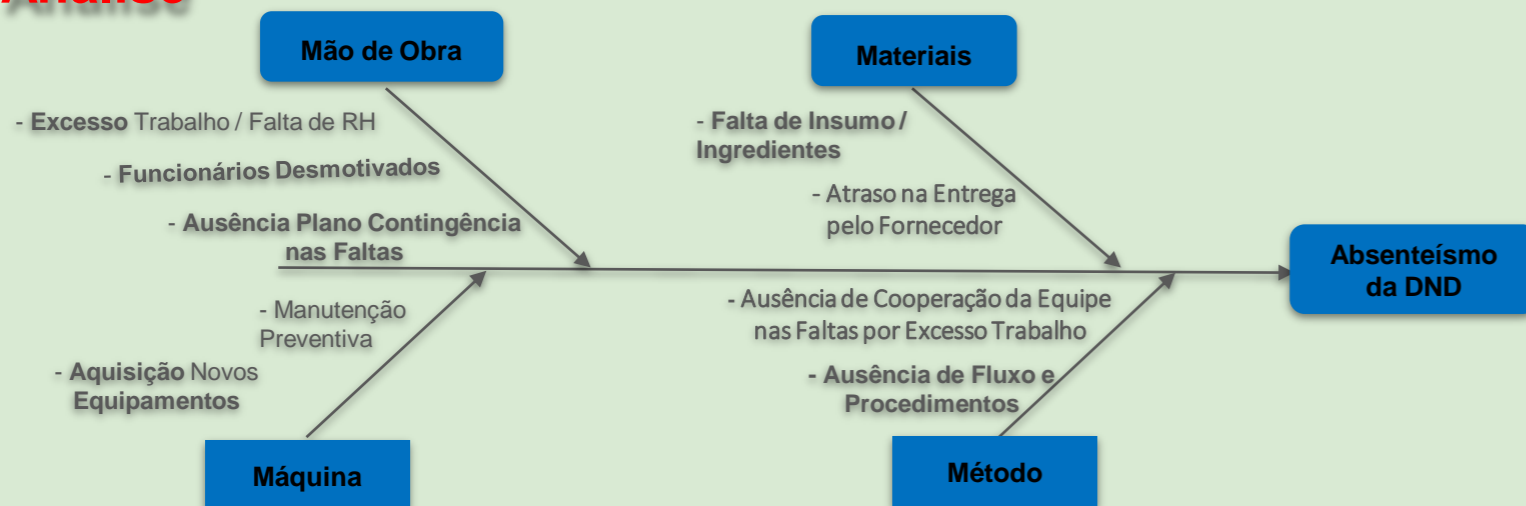 Análise
Mão de Obra
- Excesso Trabalho / Falta de RH
- Funcionários Desmotivados
- Ausência Plano Contingência
nas Faltas
Materiais
- Falta de Insumo /
Ingredientes
- Atraso na Entrega
pelo Fornecedor
Absenteísmo
da DND
- Manutenção
Preventiva
- Aquisição Novos
Equipamentos
Máquina
- Ausência de Cooperação da Equipe
nas Faltas por Excesso Trabalho
- Ausência de Fluxo e
Procedimentos
Método